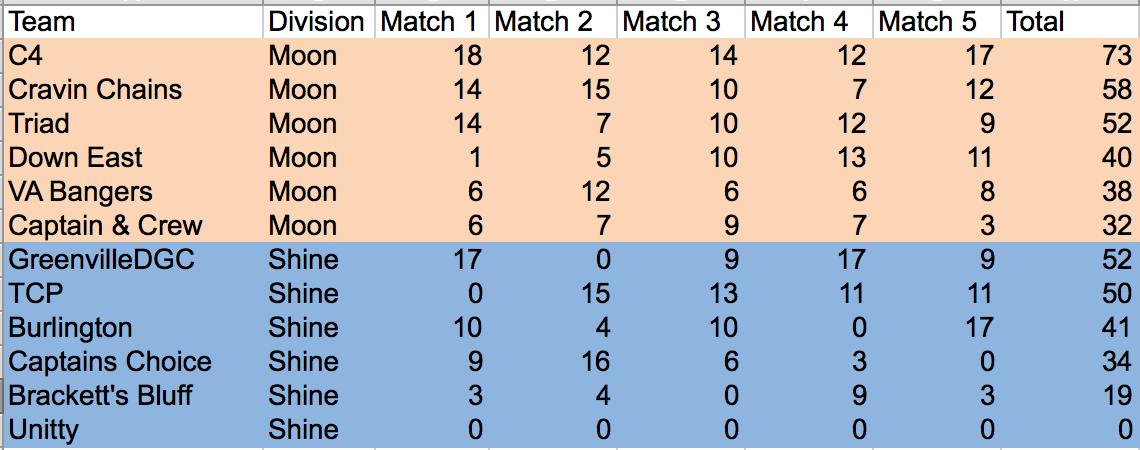 Team Division Match 1 Match 2 Match 3 Match 4 Match 5 Total
C4 Moon 18 12 14 12 17 73
Cravin Chains Moon 14 15 10 7 12 58
Triad Moon 14 7 10 12 9 52
Down East Moon 1 5 10 13 11 40
VA Bangers Moon 6 12 6 6 8 38
Captain & Crew Moon 6 7 9 7 3 32
GreenvilleDGC Shine 17 0 9 17 9 52
TCP Shine 0 15 13 11 11 50
Burlington Shine 10 4 10 0 17 41
Captains Choice Shine 9 16 6 3 0 34
Brackett's Bluff Shine 3 4 0 9 3 19
Unitty Shine 0 0 0 0 0 0